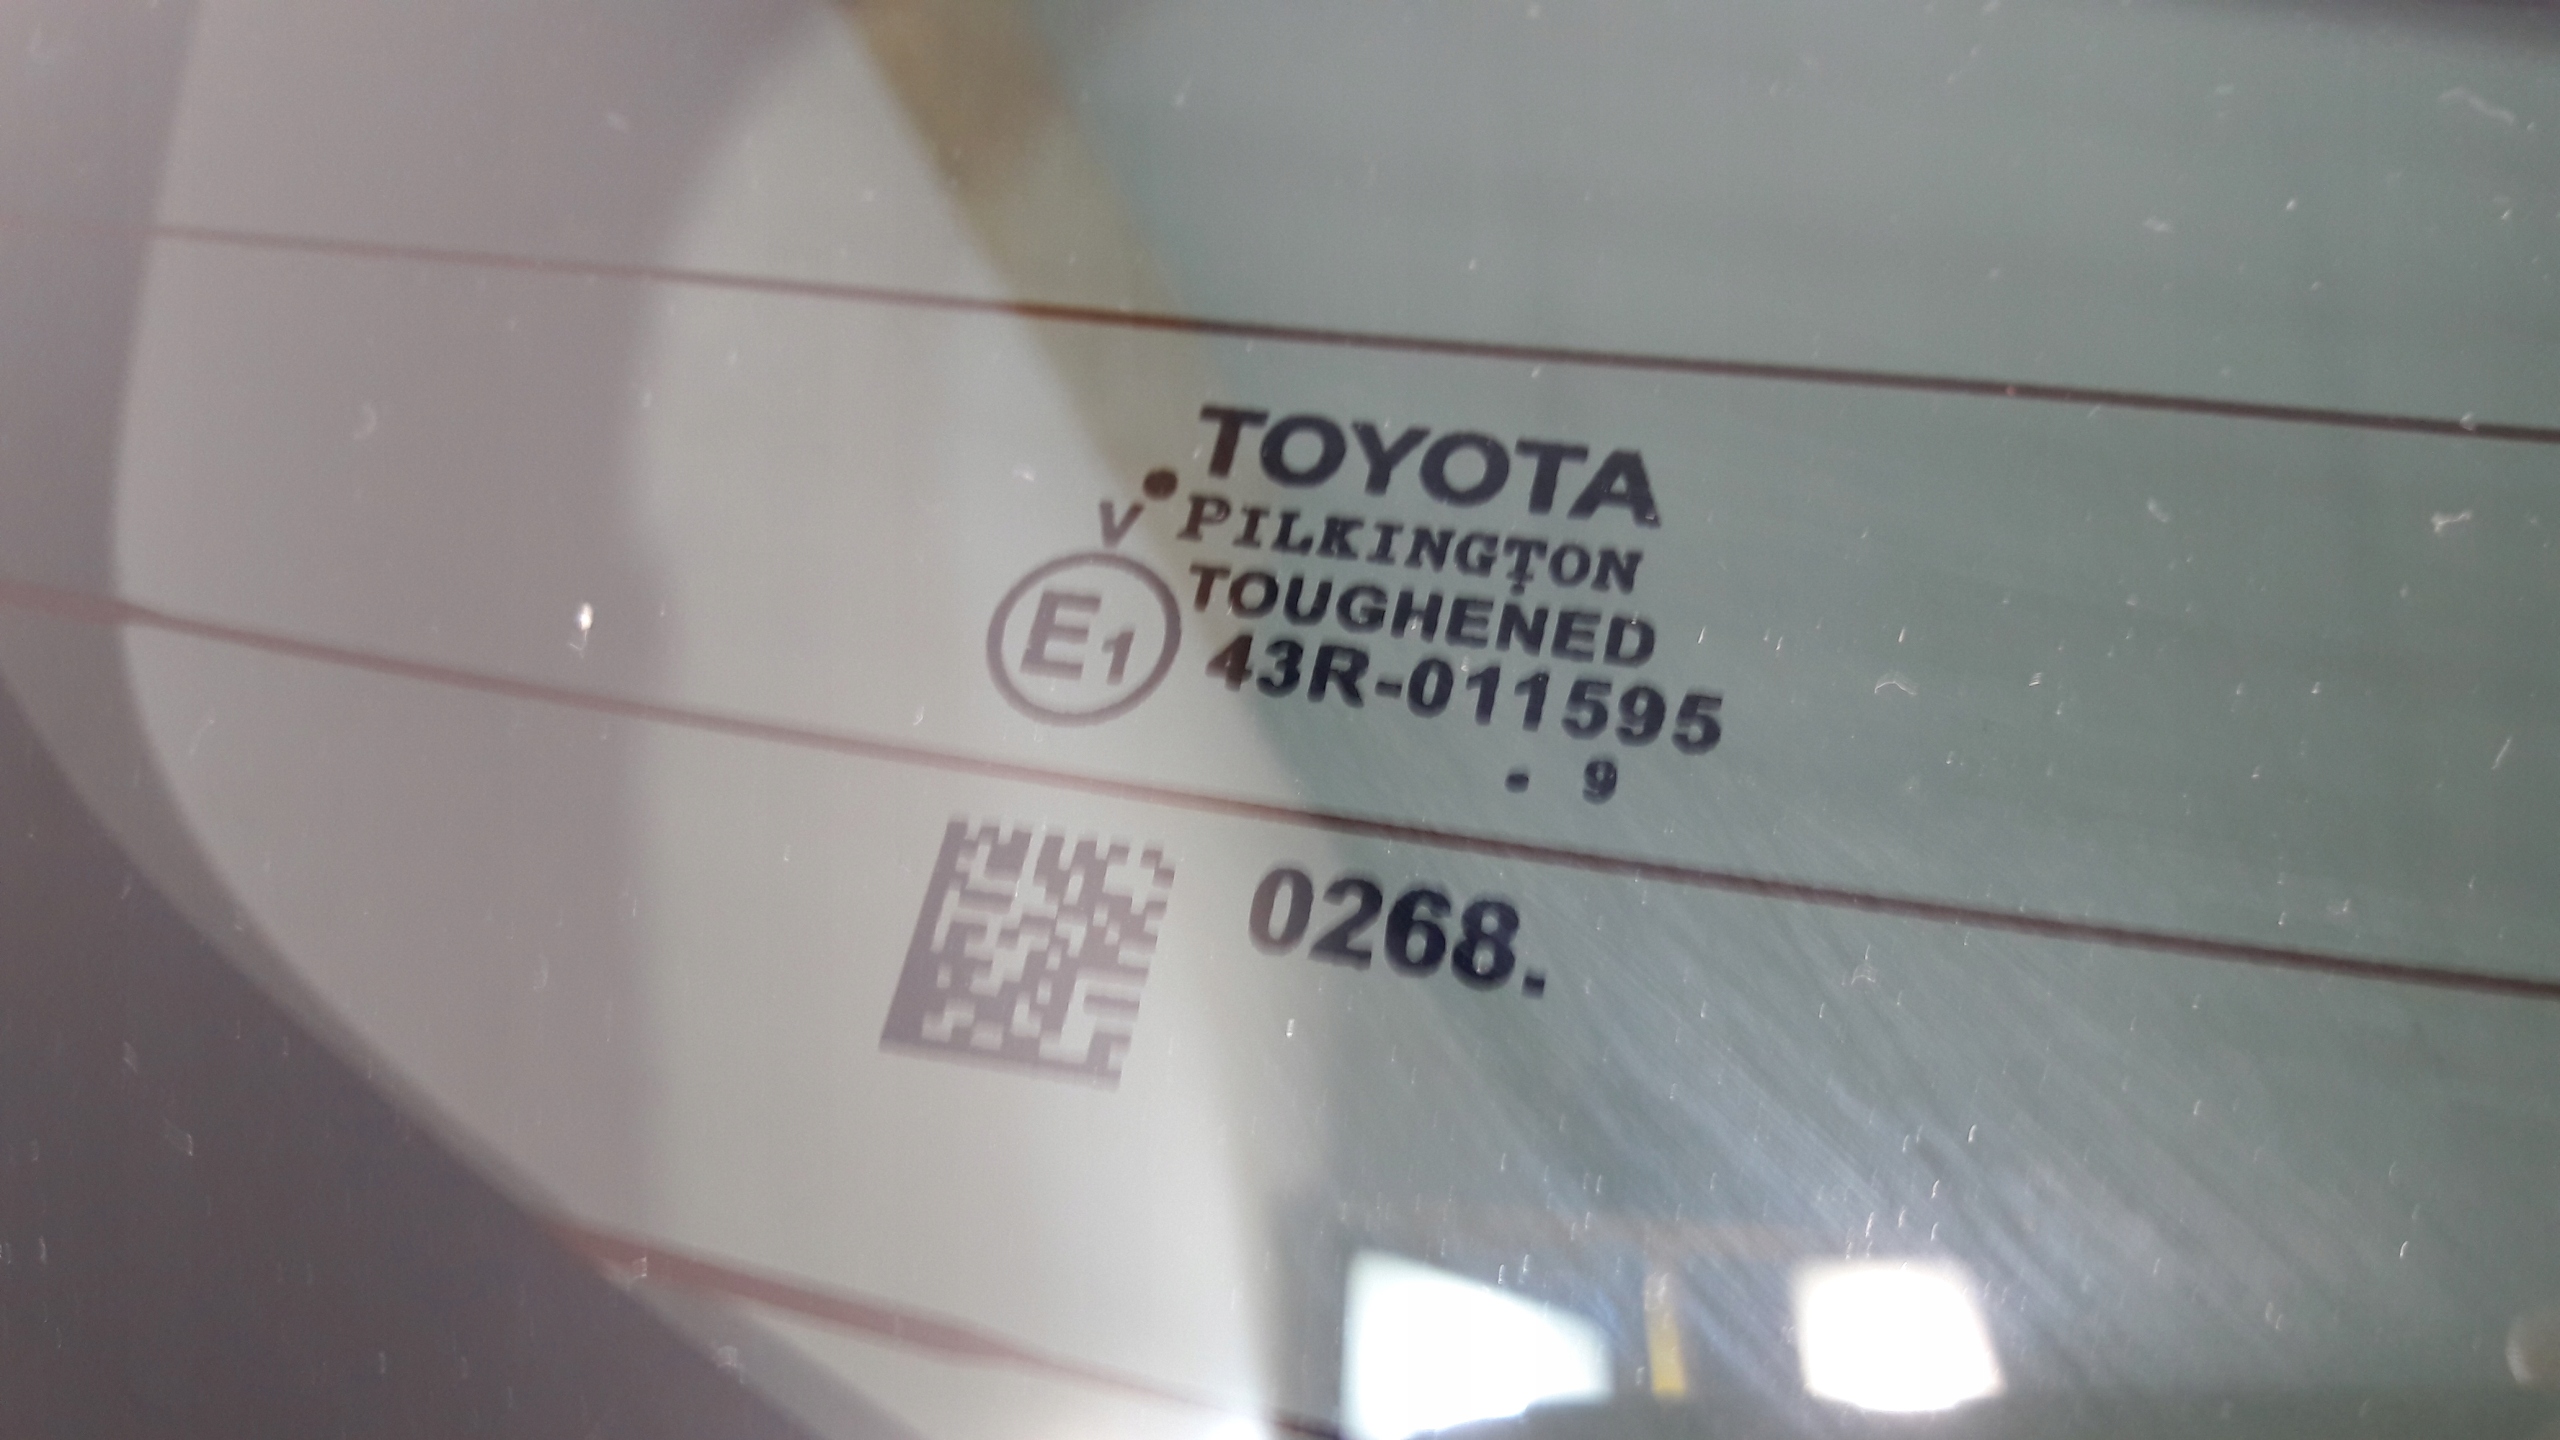 TOYOTA
V PILKINGTON
E1 TOUGHENED
43R-011595
- 9
0268.